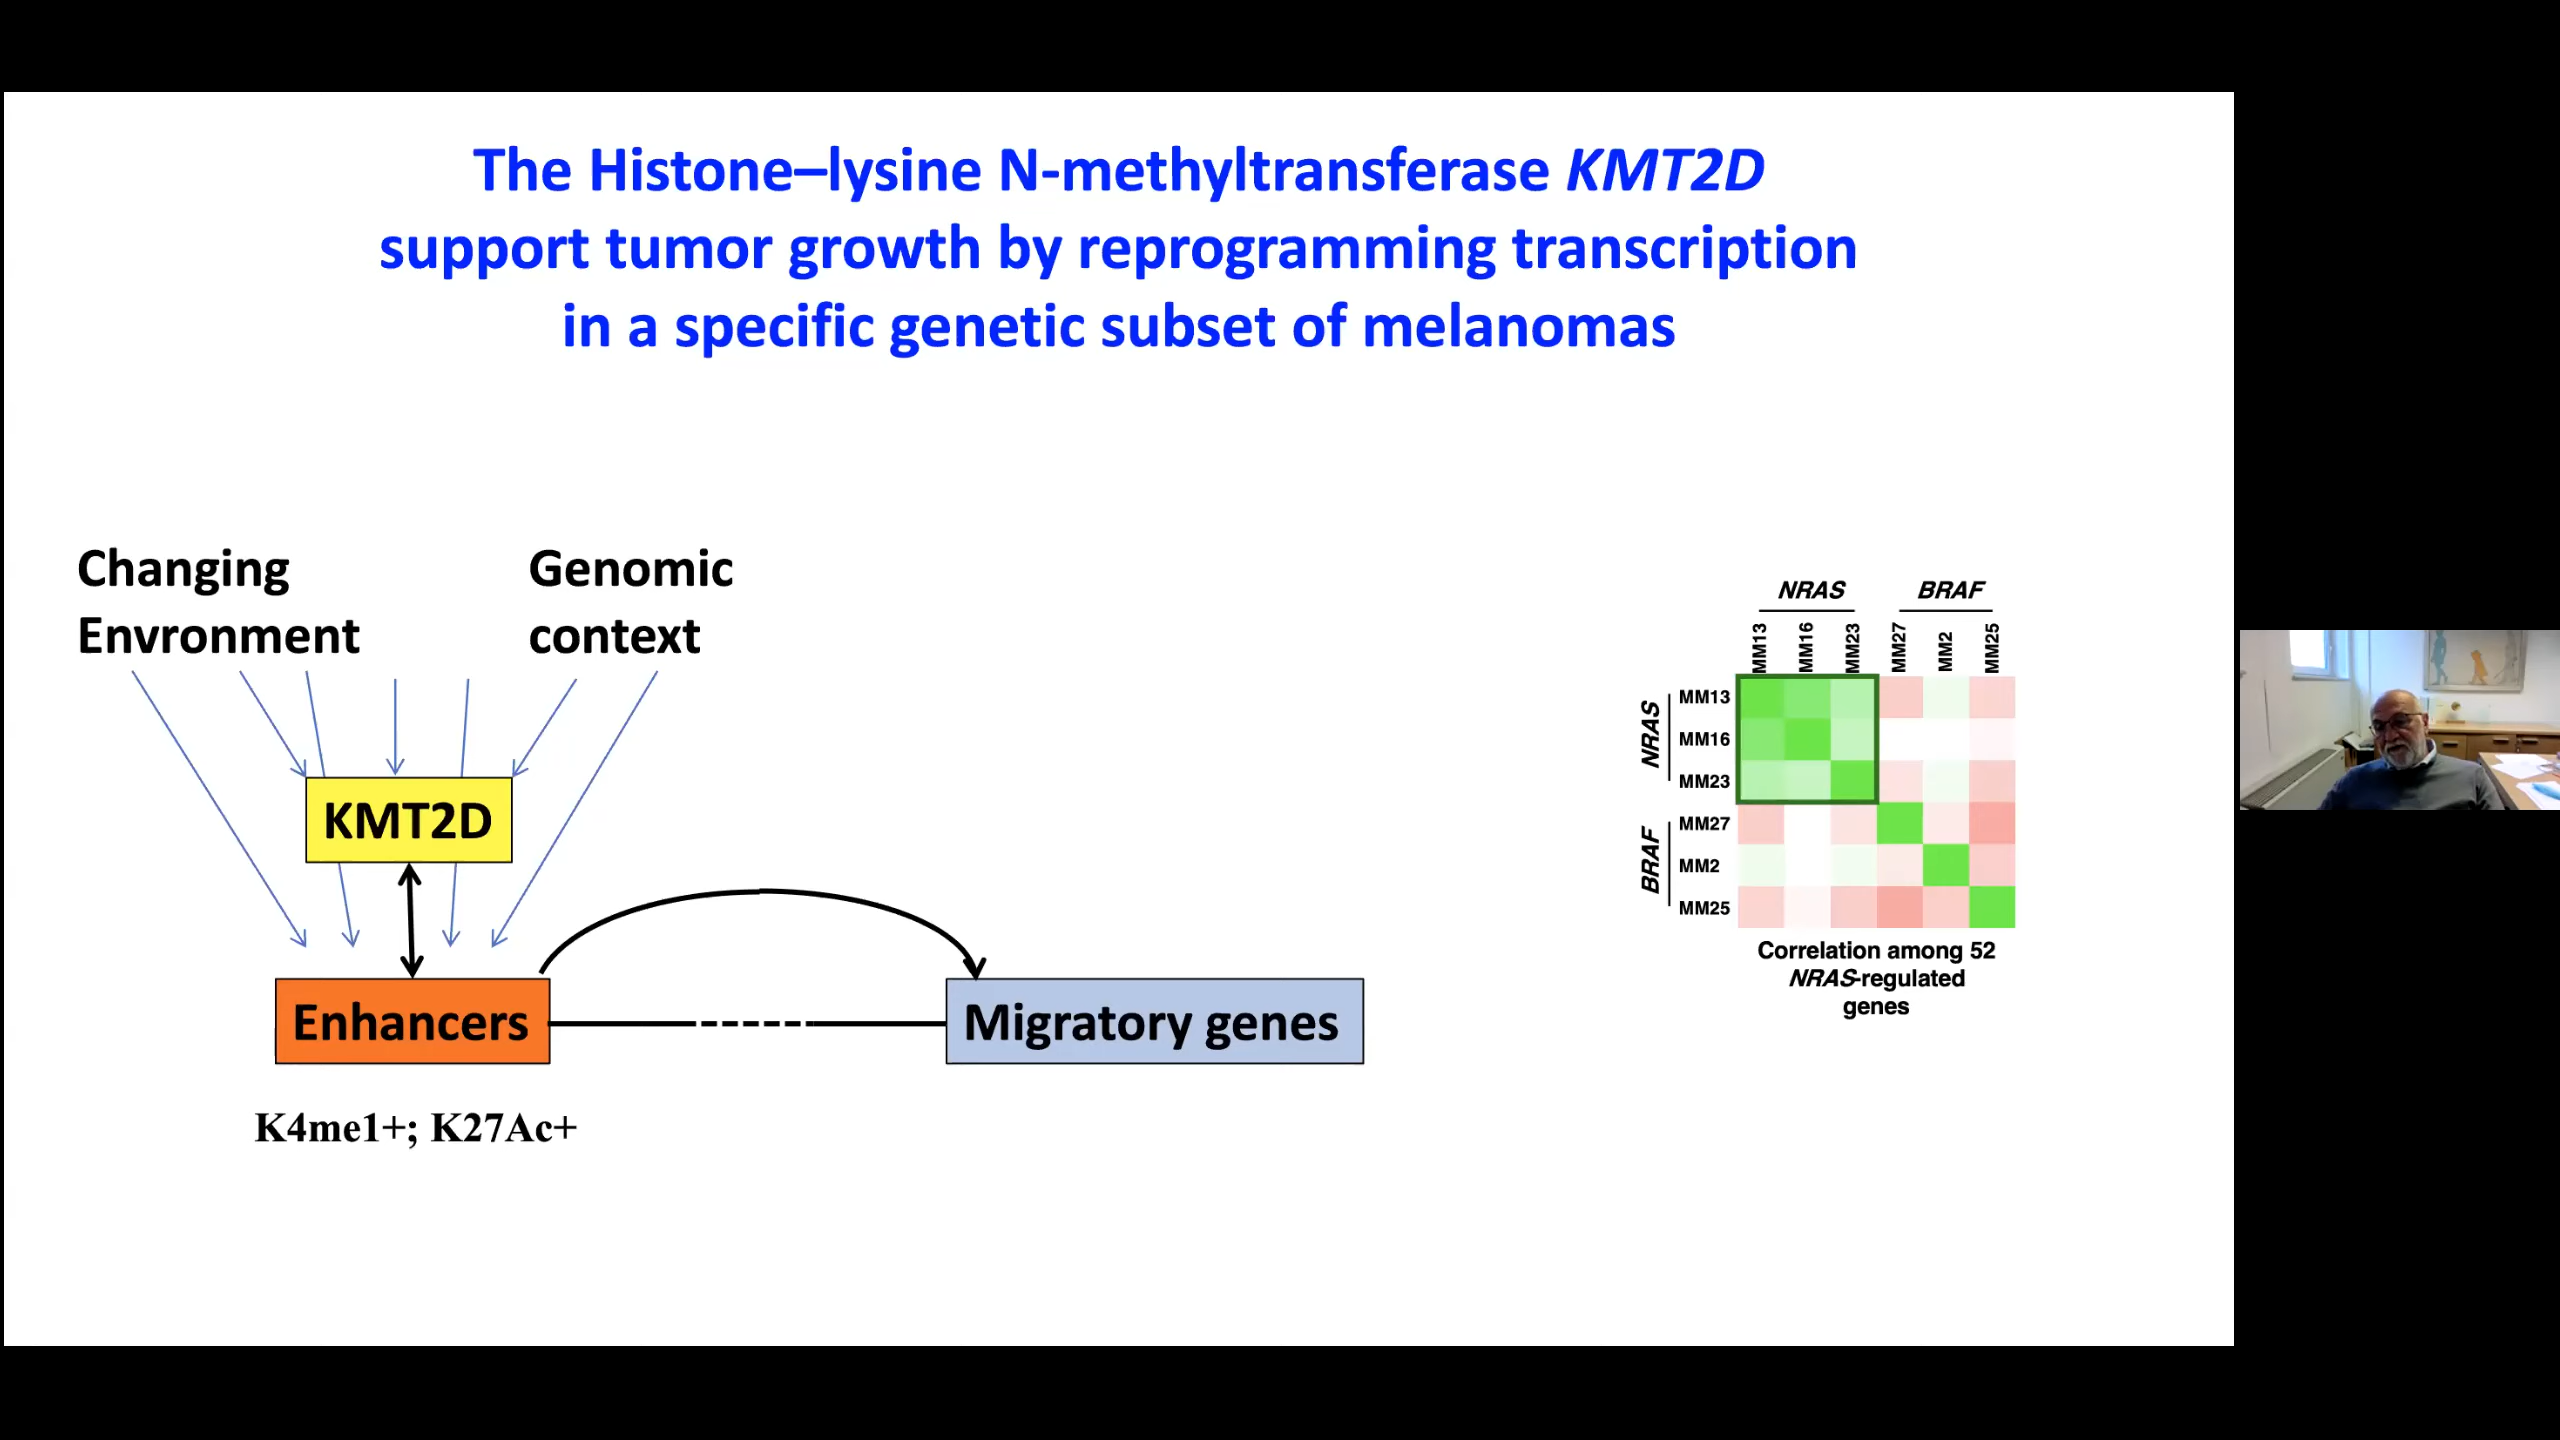 The Histone–lysine N-methyltransferase KMT2D
support tumor growth by reprogramming transcription
in a specific genetic subset of melanomas
Changing
Envronment
Genomic
context
KMT2D
Enhancers
Migratory genes
K4me1+; K27Ac+
NRAS
BRAF
MM13
MM16
MM23
MM27
MM2
MM25
NRAS
BRAF
MM13
MM16
MM23
MM27
MM2
MM25
Correlation among 52
NRAS-regulated
genes